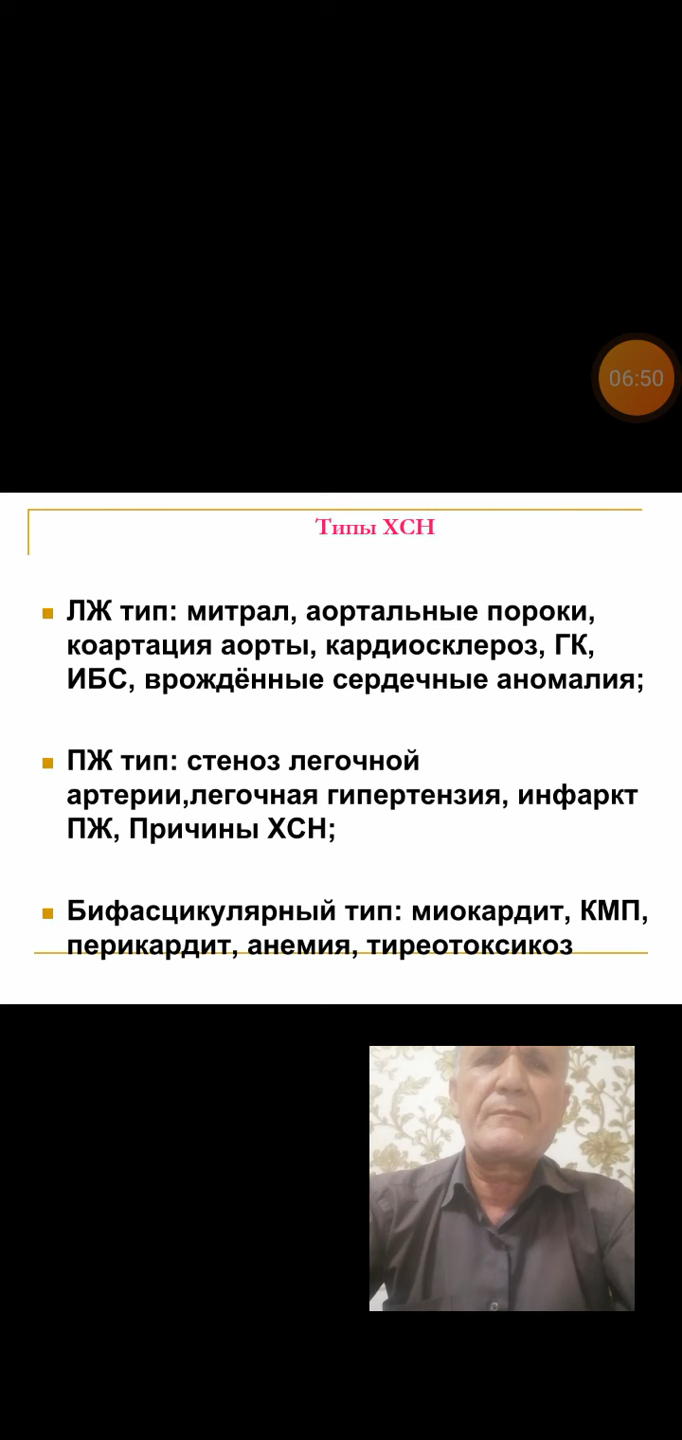 06:50
Типы ХСН
ЛЖ тип: митрал, аортальные пороки,
коартация аорты, кардиосклероз, ГК,
ИБС, врождённые сердечные аномалия;
ПЖ тип: стеноз легочной
артерии,легочная гипертензия, инфаркт
ПЖ, Причины ХСН;
Бифасцикулярный тип: миокардит, КМП,
перикардит, анемия, тиреотоксикоз